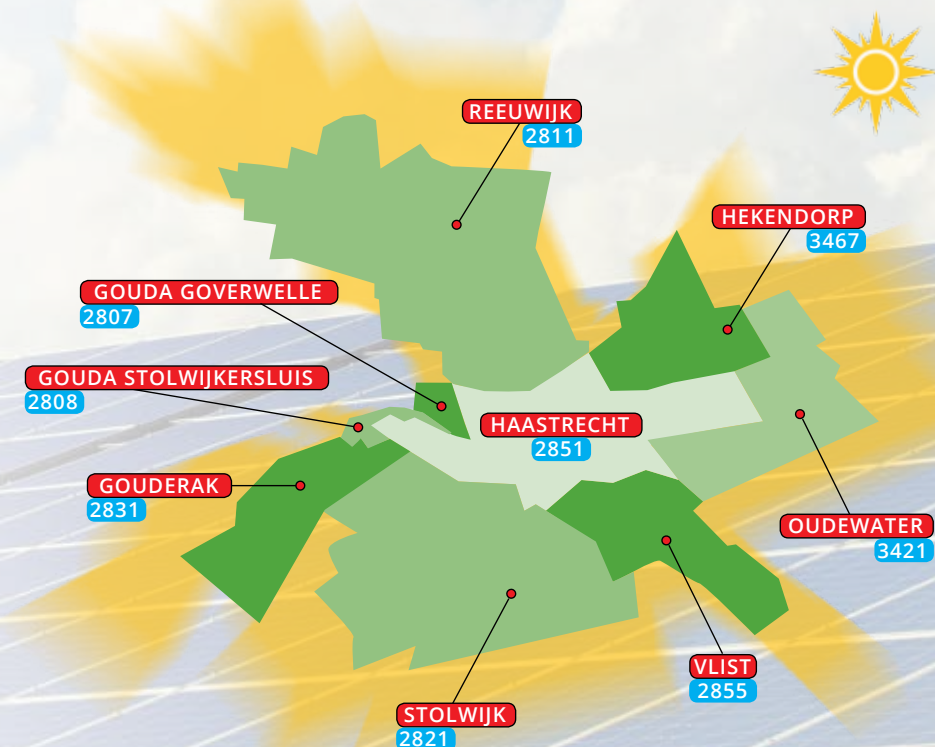 REEUWIJK
2811
HEKENDORP
3467
GOUDA GOVERWELLE
2807
GOUDA STOLWIJKERSLUIS
2808
HAASTRECHT
2851
GOUDERAK
2831
OUDEWATER
3421
VLIST
2855
STOLWIJK
2821